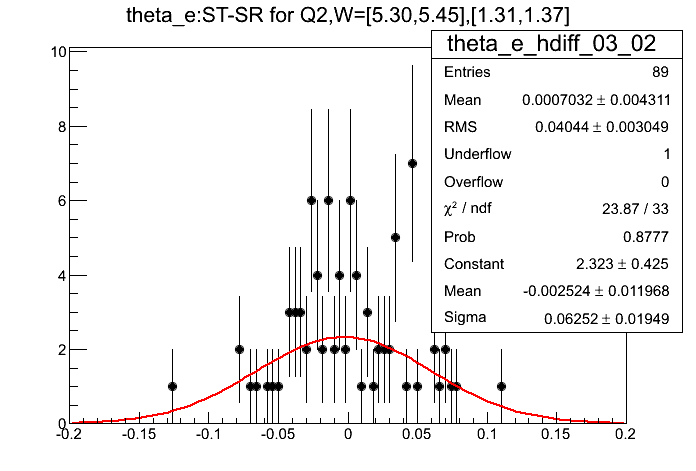 theta_e:ST-SR for Q2,W=[5.30,5.45],[1.31,1.37]
theta_e_hdiff_03_02
Entries 89
Mean 0.0007032 ± 0.004311
RMS 0.04044 ± 0.003049
Underflow 1
Overflow 0
χ² / ndf 23.87 / 33
Prob 0.8777
Constant 2.323 ± 0.425
Mean -0.002524 ± 0.011968
Sigma 0.06252 ± 0.01949
10
8
6
4
2
0
-0.2 -0.15 -0.1 -0.05 0 0.05 0.1 0.15 0.2